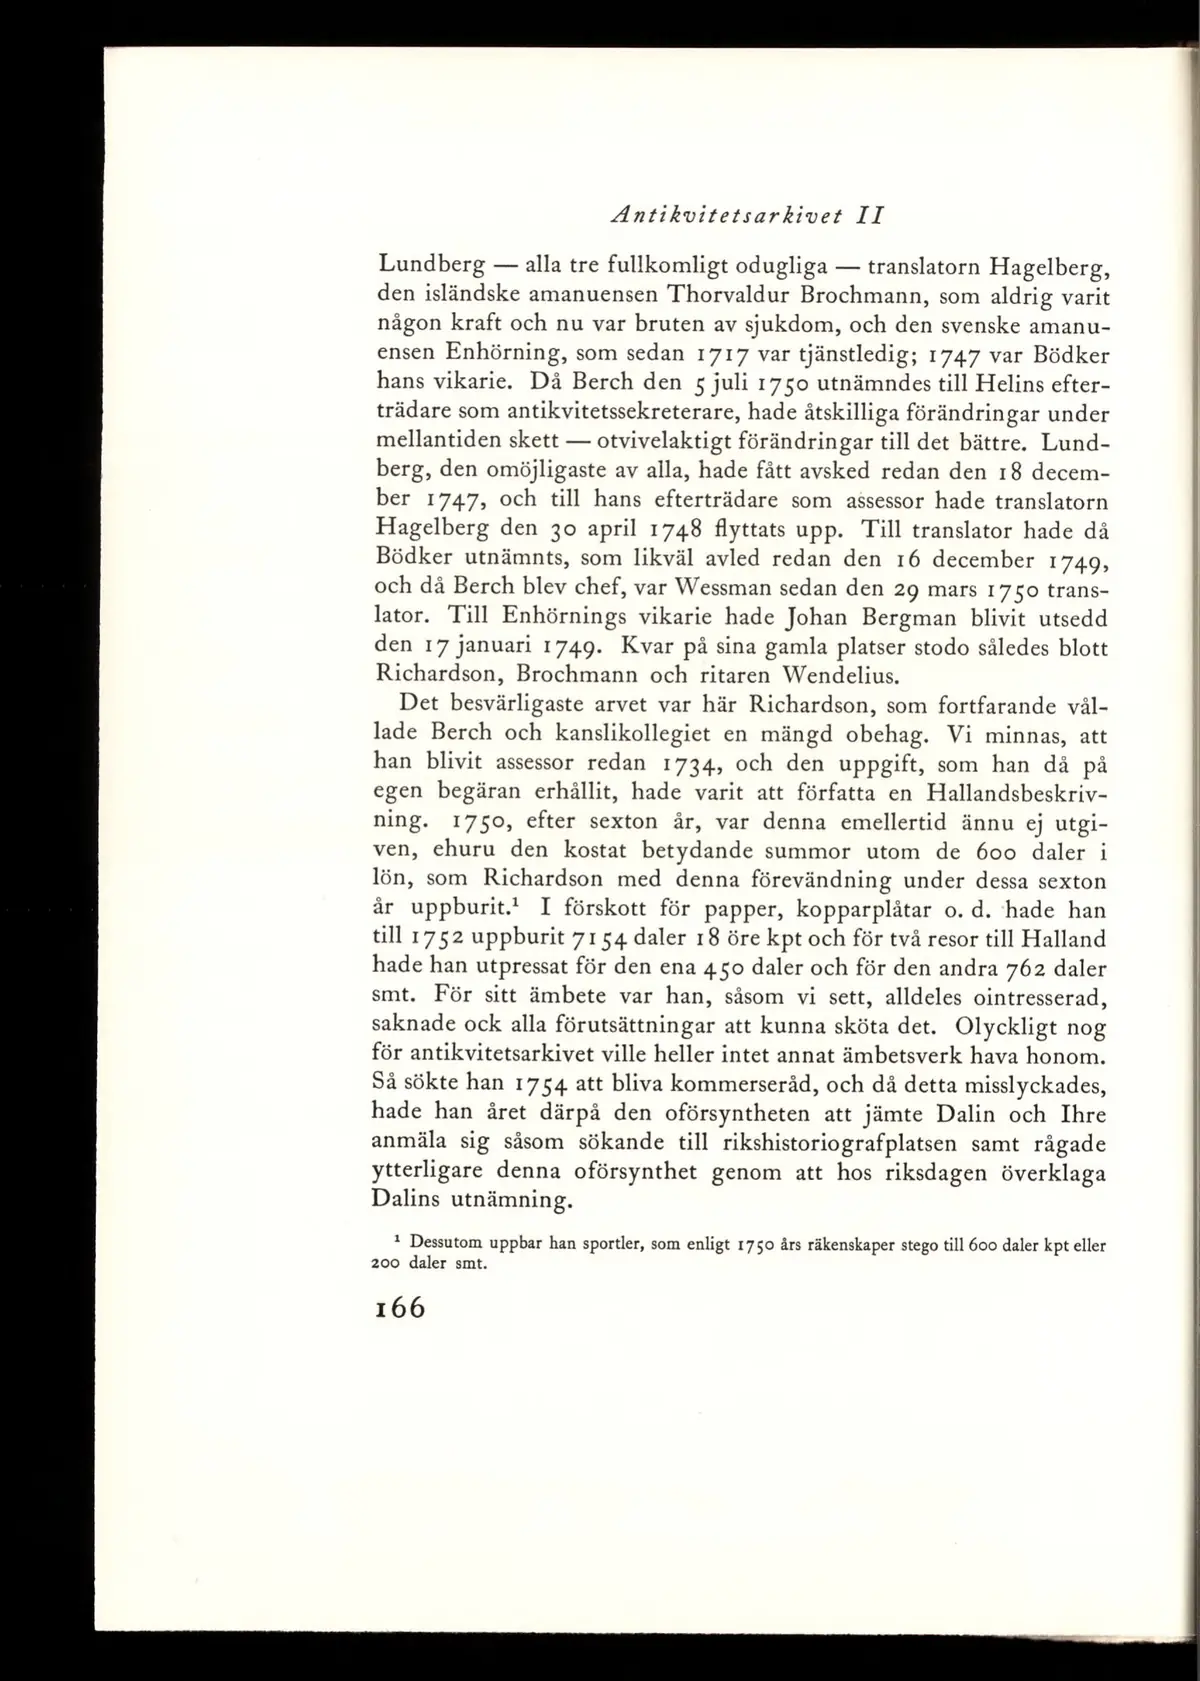 Antikvitetsarkivet II
Lundberg — alla tre fullkomligt odugliga — translatorn Hagelberg,
den isländske amanuensen Thorvaldur Brochmann, som aldrig varit
någon kraft och nu var bruten av sjukdom, och den svenske amanu-
ensen Enhörning, som sedan 1717 var tjänstledig; 1747 var Bödker
hans vikarie. Då Berch den 5 juli 1750 utnämndes till Helins efter-
trädare som antikvitetssekreterare, hade åtskilliga förändringar under
mellantiden skett — otvivelaktigt förändringar till det bättre. Lund-
berg, den omöjligaste av alla, hade fått avsked redan den 18 decem-
ber 1747, och till hans efterträdare som assessor hade translatorn
Hagelberg den 30 april 1748 flyttats upp. Till translator hade då
Bödker utnämnts, som likväl avled redan den 16 december 1749,
och då Berch blev chef, var Wessman sedan den 29 mars 1750 trans-
lator. Till Enhörnings vikarie hade Johan Bergman blivit utsedd
den 17 januari 1749. Kvar på sina gamla platser stodo således blott
Richardson, Brochmann och ritaren Wendelius.
Det besvärligaste arvet var här Richardson, som fortfarande vål-
lade Berch och kanslikollegiet en mängd obehag. Vi minnas, att
han blivit assessor redan 1734, och den uppgift, som han då på
egen begäran erhållit, hade varit att författa en Hallandsbeskriv-
ning. 1750, efter sexton år, var denna emellertid ännu ej utgi-
ven, ehuru den kostat betydande summor utom de 600 daler i
lön, som Richardson med denna förevändning under dessa sexton
år uppburit.¹ I förskott för papper, kopparplåtar o. d. hade han
till 1752 uppburit 7154 daler 18 öre kpt och för två resor till Halland
hade han utpressat för den ena 450 daler och för den andra 762 daler
smt. För sitt ämbete var han, såsom vi sett, alldeles ointresserad,
saknade ock alla förutsättningar att kunna sköta det. Olyckligt nog
för antikvitetsarkivet ville heller intet annat ämbetsverk hava honom.
Så sökte han 1754 att bliva kommerseråd, och då detta misslyckades,
hade han året därpå den oförsyntheten att jämte Dalin och Ihre
anmäla sig såsom sökande till rikshistoriografplatsen samt rågade
ytterligare denna oförsynthet genom att hos riksdagen överklaga
Dalins utnämning.
¹ Dessutom uppbar han sportler, som enligt 1750 års räkenskaper stego till 600 daler kpt eller
200 daler smt.
166